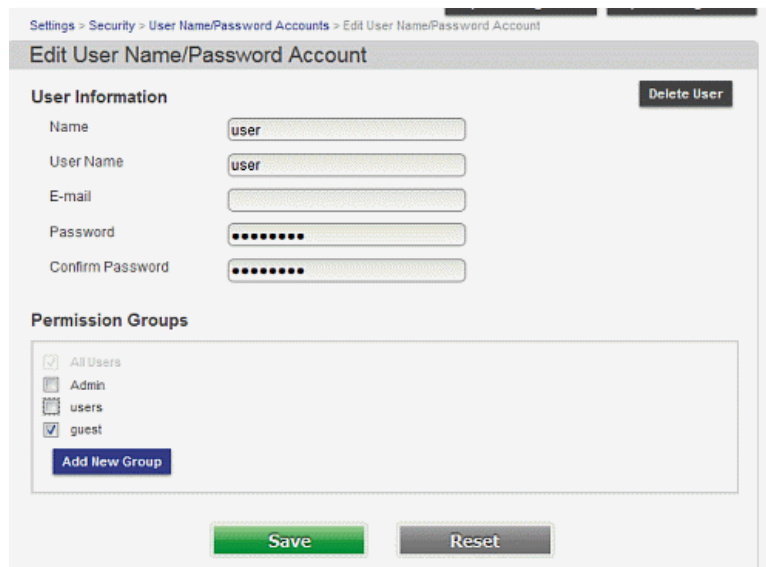 Settings > Security > User Name/Password Accounts > Edit User Name/Password Account
Edit User Name/Password Account
User Information
Delete User
Name
user
User Name
user
E-mail
Password
••••••••
Confirm Password
••••••••
Permission Groups
All Users
Admin
users
guest
Add New Group
Save
Reset